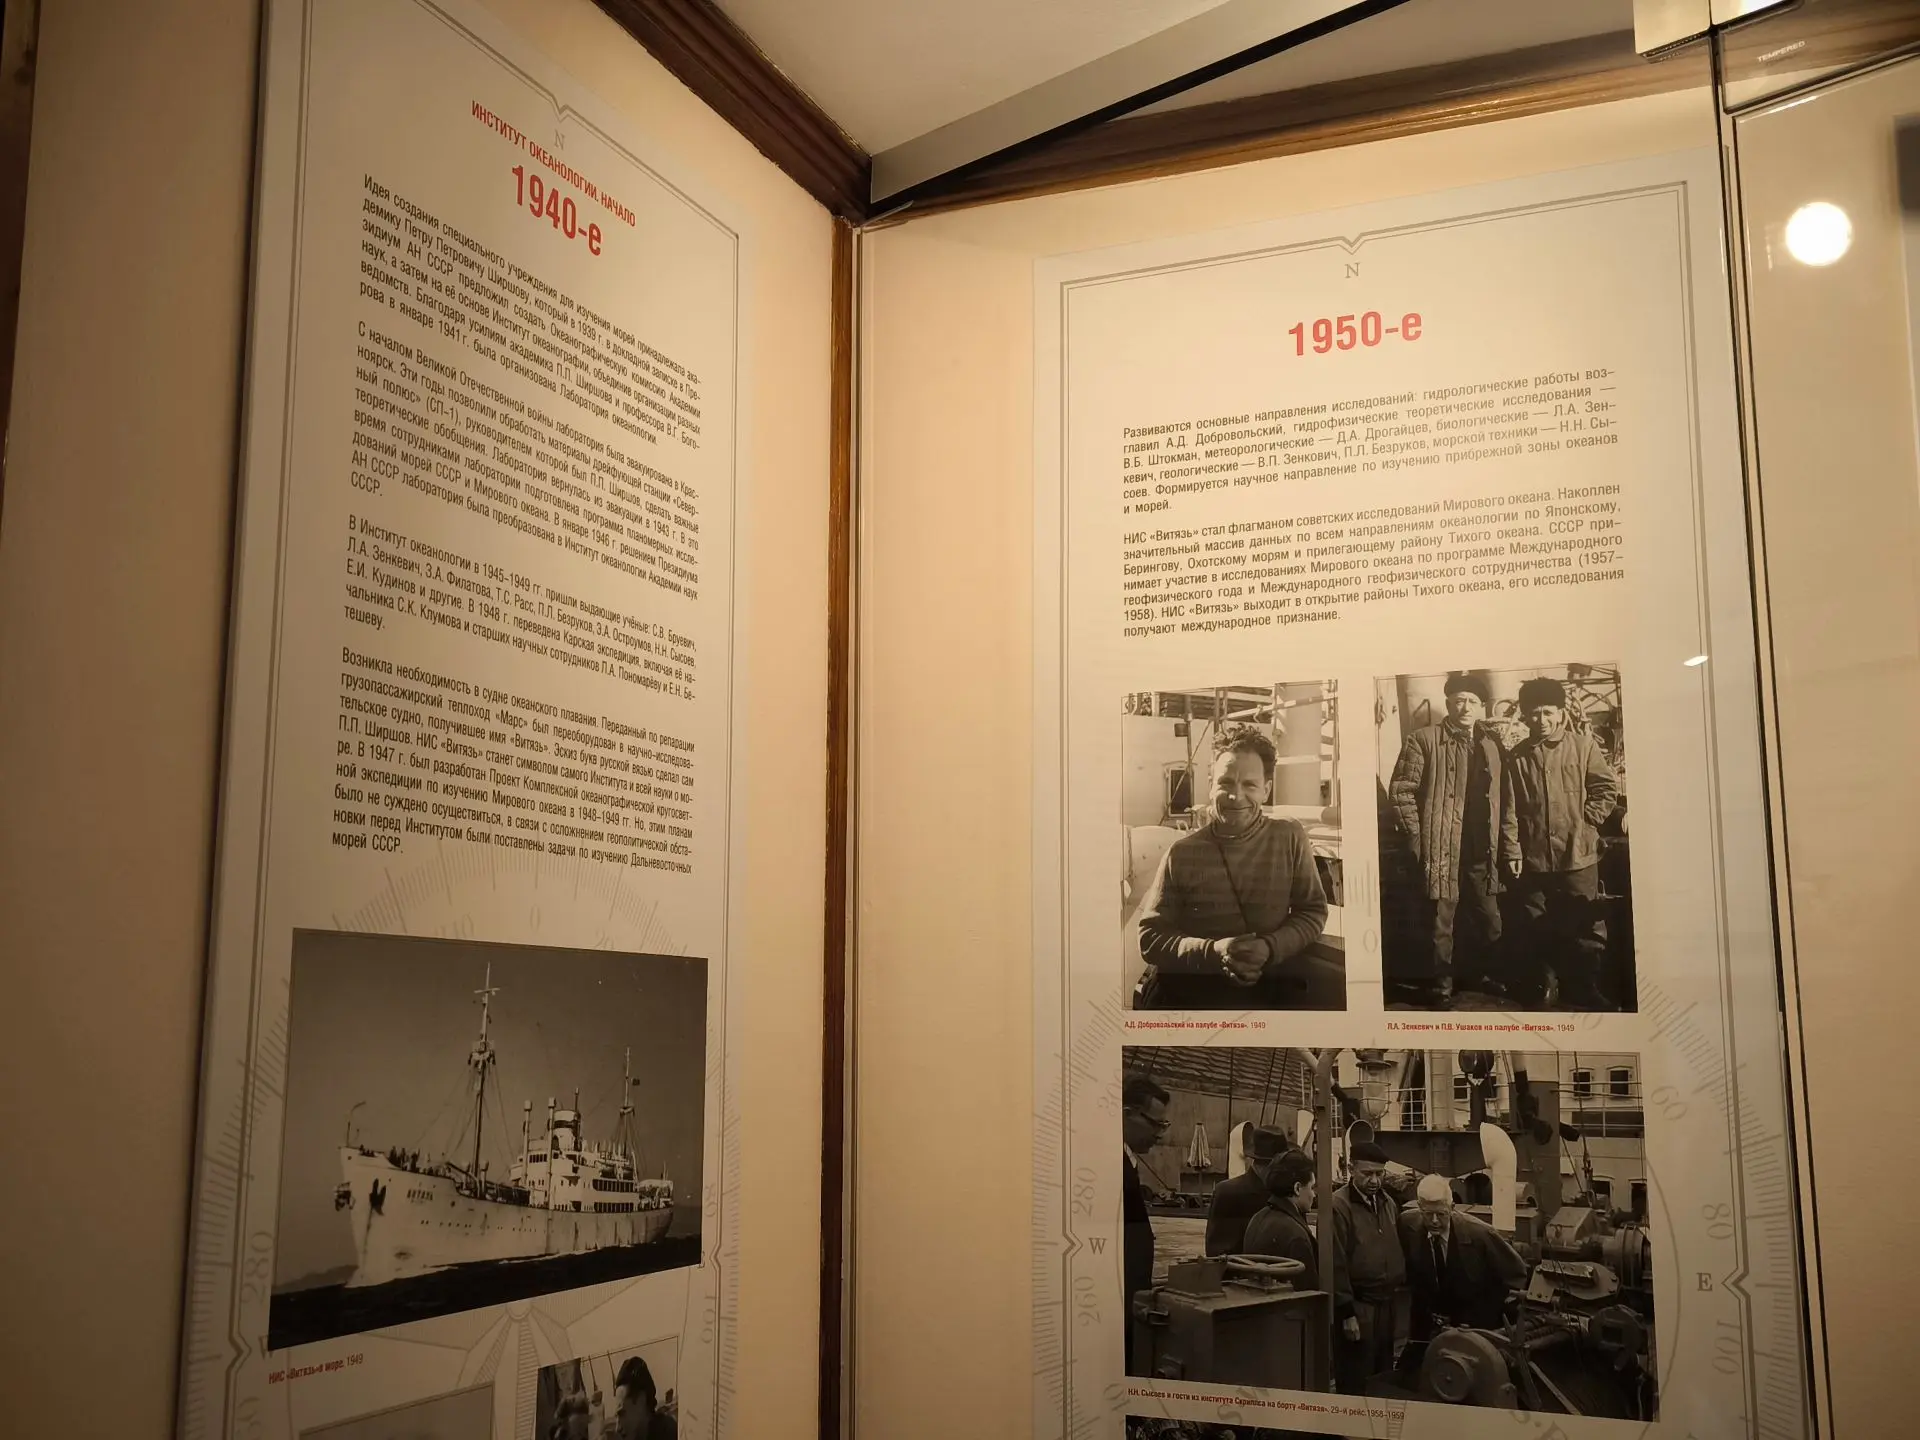 ИНСТИТУТ ОКЕАНОЛОГИИ. НАЧАЛО
1940-е
Идея создания специального учреждения для изучения морей принадлежала ака-
демику Петру Петровичу Ширшову, который в 1939 г. в докладной записке в Пре-
зидиум АН СССР предложил создать Океанографическую комиссию Академии
наук, а затем на её основе Институт океанографии, объединив организации разных
ведомств. Благодаря усилиям академика П.П. Ширшова и профессора В.Г. Бого-
рова в январе 1941 г. была организована Лаборатория океанологии.
С началом Великой Отечественной войны лаборатория была эвакуирована в Крас-
ноярск. Эти годы позволили обработать материалы дрейфующей станции «Север-
ный полюс» (СП-1), руководителем которой был П.П. Ширшов, сделать важные
теоретические обобщения. Лаборатория вернулась из эвакуации в 1943 г. В это
время сотрудниками лаборатории подготовлена программа планомерных иссле-
дований морей СССР и Мирового океана. В январе 1946 г. решением Президиума
АН СССР лаборатория была преобразована в Институт океанологии Академии наук
СССР.
В Институт океанологии в 1945-1949 гг. пришли выдающие учёные: С.В. Бруевич,
Л.А. Зенкевич, З.А. Филатова, Т.С. Расс, П.Л. Безруков, Э.А. Остроумов, Н.Н. Сысоев,
Е.И. Кудинов и другие. В 1948 г. переведена Карская экспедиция, включая её на-
чальника С.К. Клумова и старших научных сотрудников Л.А. Пономарёву и Е.Н. Бе-
тешеву.
Возникла необходимость в судне океанского плавания. Переданный по репарации
грузопассажирский теплоход «Марс» был переоборудован в научно-исследова-
тельское судно, получившее имя «Витязь». Эскиз букв русской вязью сделал сам
П.П. Ширшов. НИС «Витязь» станет символом самого Института и всей науки о мо-
ре. В 1947 г. был разработан Проект Комплексной океанографической кругосвет-
ной экспедиции по изучению Мирового океана в 1948–1949 гг. Но, этим планам
было не суждено осуществиться, в связи с осложнением геополитической обста-
новки перед Институтом были поставлены задачи по изучению Дальневосточных
морей СССР.
НИС «Витязь»в море. 1949
N
1950-е
Развиваются основные направления исследований: гидрологические работы воз-
главил А.Д. Добровольский, гидрофизические теоретические исследования —
В.Б. Штокман, метеорологические — Д.А. Дрогайцев, биологические — Л.А. Зен-
кевич, геологические — В.П. Зенкович, П.Л. Безруков, морской техники — Н.Н. Сы-
соев. Формируется научное направление по изучению прибрежной зоны океанов
и морей.
НИС «Витязь» стал флагманом советских исследований Мирового океана. Накоплен
значительный массив данных по всем направлениям океанологии по Японскому,
Берингову, Охотскому морям и прилегающему району Тихого океана. СССР при-
нимает участие в исследованиях Мирового океана по программе Международного
геофизического года и Международного геофизического сотрудничества (1957–
1958). НИС «Витязь» выходит в открытие районы Тихого океана, его исследования
получают международное признание.
А.Д. Добровольский на палубе «Витязя». 1949
Л.А. Зенкевич и П.В. Ушаков на палубе «Витязя». 1949
Н.Н. Сысоев и гости из института Скриппса на борту «Витязя». 29-й рейс. 1958–1959
N
0
20
280
280
W
260
60
80
E
100
100
TEMPERED